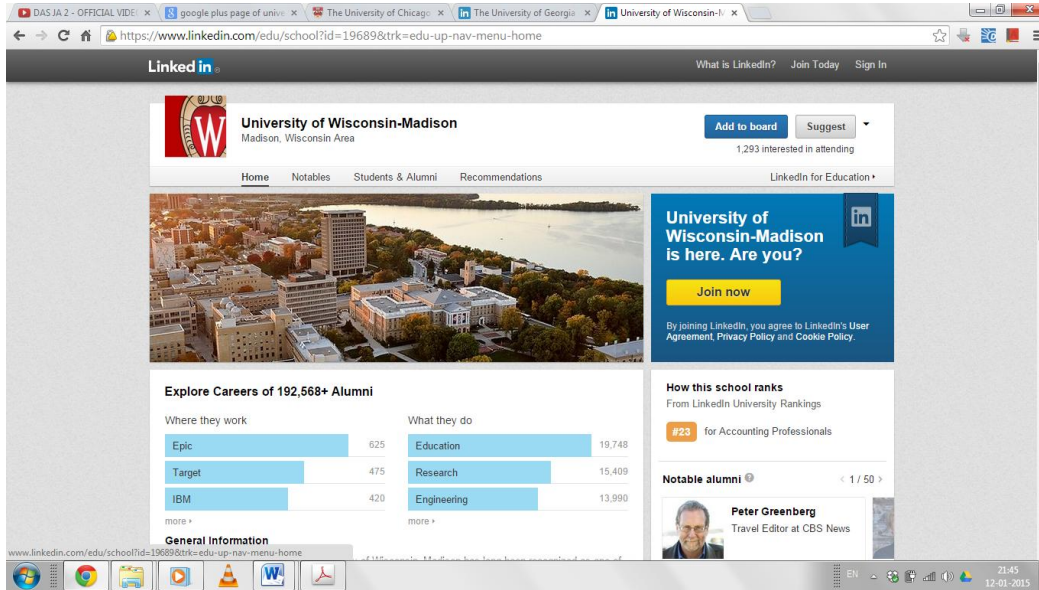 DAS JA 2 - OFFICIAL VIDE
google plus page of unive
The University of Chicago
The University of Georgia
University of Wisconsin-M
https://www.linkedin.com/edu/school?id=19689&trk=edu-up-nav-menu-home
Linked in
What is LinkedIn? Join Today Sign In
University of Wisconsin-Madison
Madison, Wisconsin Area
Add to board Suggest
1,293 interested in attending
Home Notables Students & Alumni Recommendations LinkedIn for Education
University of
Wisconsin-Madison
is here. Are you?
in
Join now
By joining LinkedIn, you agree to LinkedIn's User
Agreement, Privacy Policy and Cookie Policy.
Explore Careers of 192,568+ Alumni
Where they work
Epic 625
Target 475
IBM 420
more
What they do
Education 19,748
Research 15,409
Engineering 13,990
more
General Information
How this school ranks
From LinkedIn University Rankings
#23 for Accounting Professionals
Notable alumni 1 / 50
Peter Greenberg
Travel Editor at CBS News
www.linkedin.com/edu/school?id=19689&trk=edu-up-nav-menu-home
EN
21:45
12-01-2015